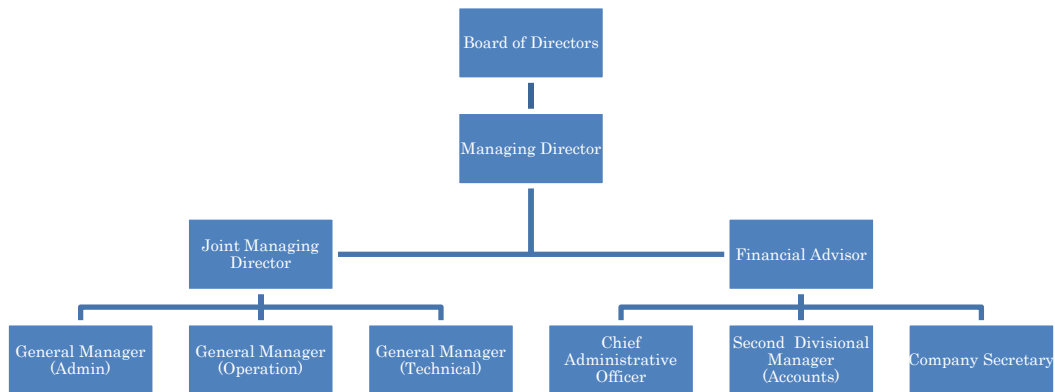 Board of Directors
Managing Director
Joint Managing
Director
Financial Advisor
General Manager
(Admin)
General Manager
(Operation)
General Manager
(Technical)
Chief
Administrative
Officer
Second Divisional
Manager
(Accounts)
Company Secretary